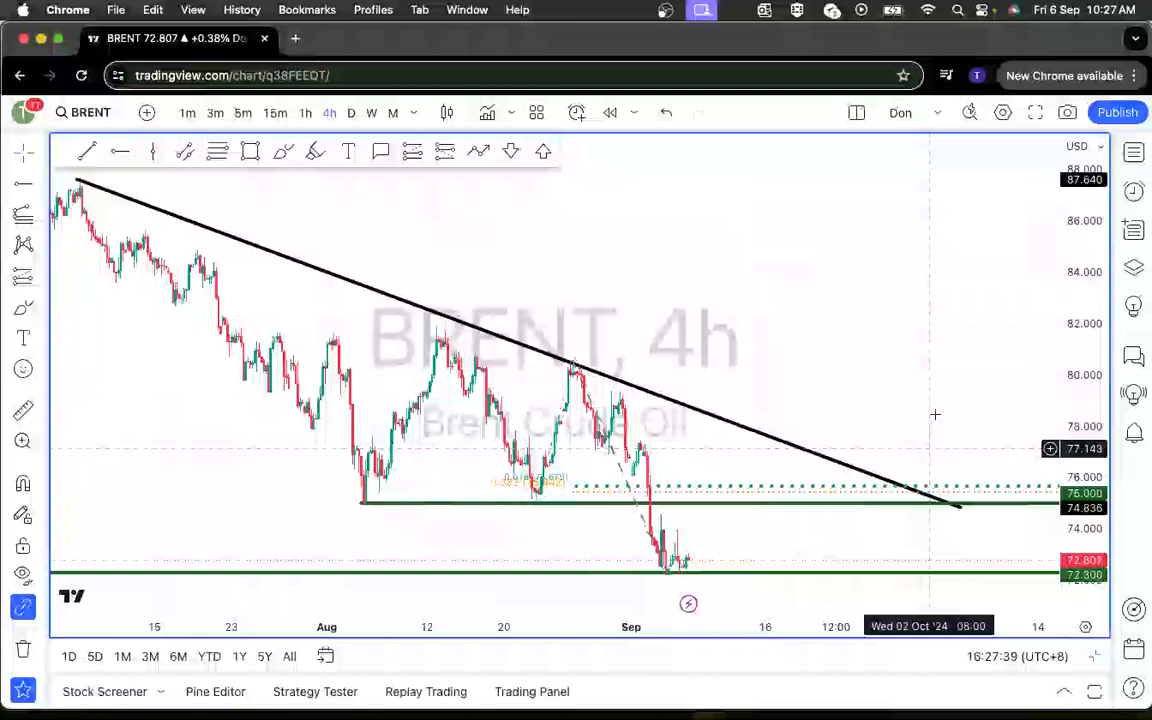 Chrome File Edit View History Bookmarks Profiles Tab Window Help Fri 6 Sep 10:27 AM
BRENT 72.807 ▲ +0.38% Do
tradingview.com/chart/q38FEEQT/ T New Chrome available
T TT BRENT 1m 3m 5m 15m 1h 4h D W M Don Publish
T USD
88.000
87.640
86.000
84.000
82.000
BRENT, 4h
80.000
Brent Crude Oil
78.000
77.143
76.000
75.000
74.836
74.000
72.807
72.300
15 23 Aug 12 20 Sep 16 12:00 Wed 02 Oct '24 08:00 14
1D 5D 1M 3M 6M YTD 1Y 5Y All 16:27:39 (UTC+8)
Stock Screener Pine Editor Strategy Tester Replay Trading Trading Panel